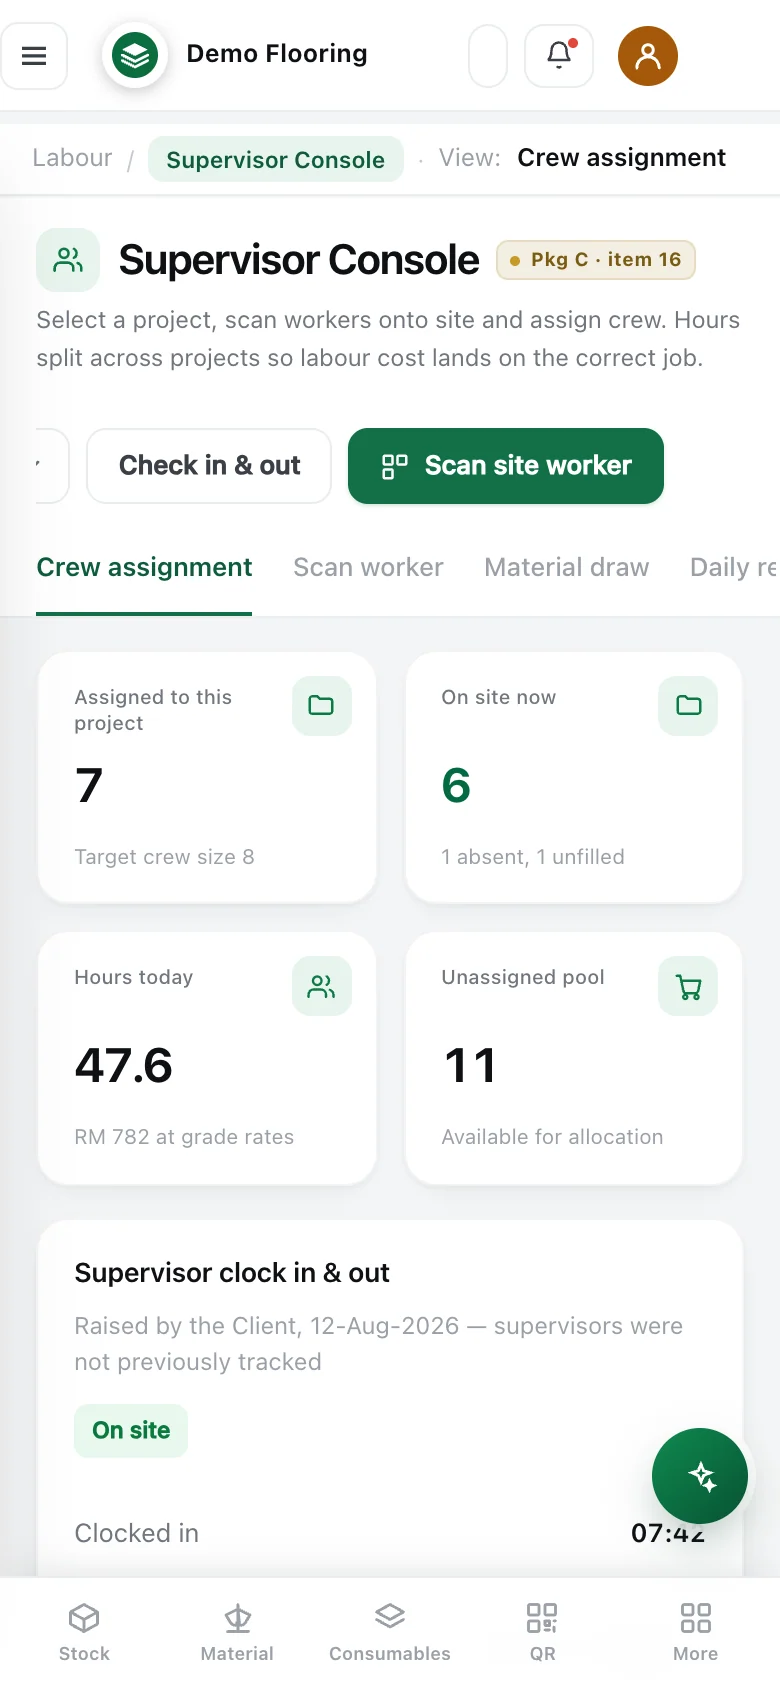 Demo Flooring
Labour / Supervisor Console · View: Crew assignment
Supervisor Console
Pkg C · item 16
Select a project, scan workers onto site and assign crew. Hours
split across projects so labour cost lands on the correct job.
Check in & out
Scan site worker
Crew assignment
Scan worker
Material draw
Daily re
Assigned to this
project
7
Target crew size 8
On site now
6
1 absent, 1 unfilled
Hours today
47.6
RM 782 at grade rates
Unassigned pool
11
Available for allocation
Supervisor clock in & out
Raised by the Client, 12-Aug-2026 — supervisors were
not previously tracked
On site
Clocked in
07:42
Stock
Material
Consumables
QR
More